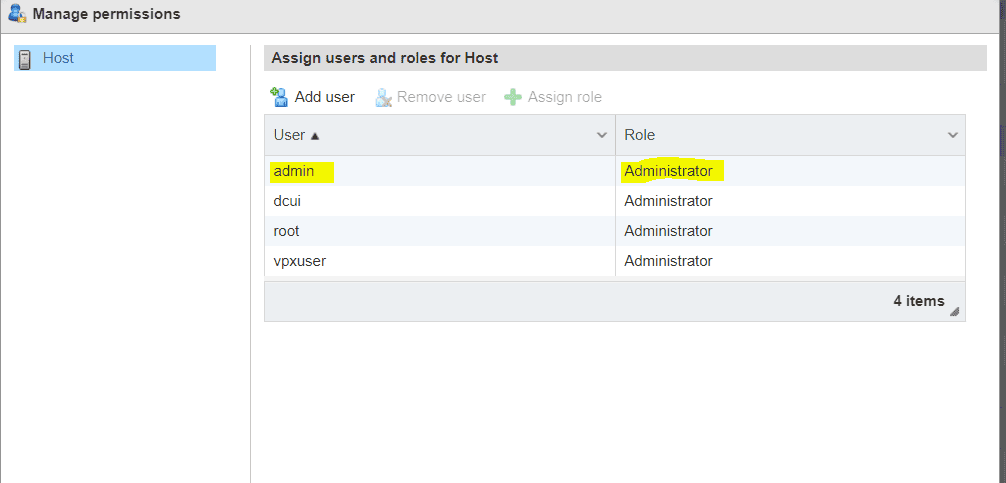 Manage permissions
Host
Assign users and roles for Host
Add user Remove user Assign role
User Role
admin Administrator
dcui Administrator
root Administrator
vpxuser Administrator
4 items